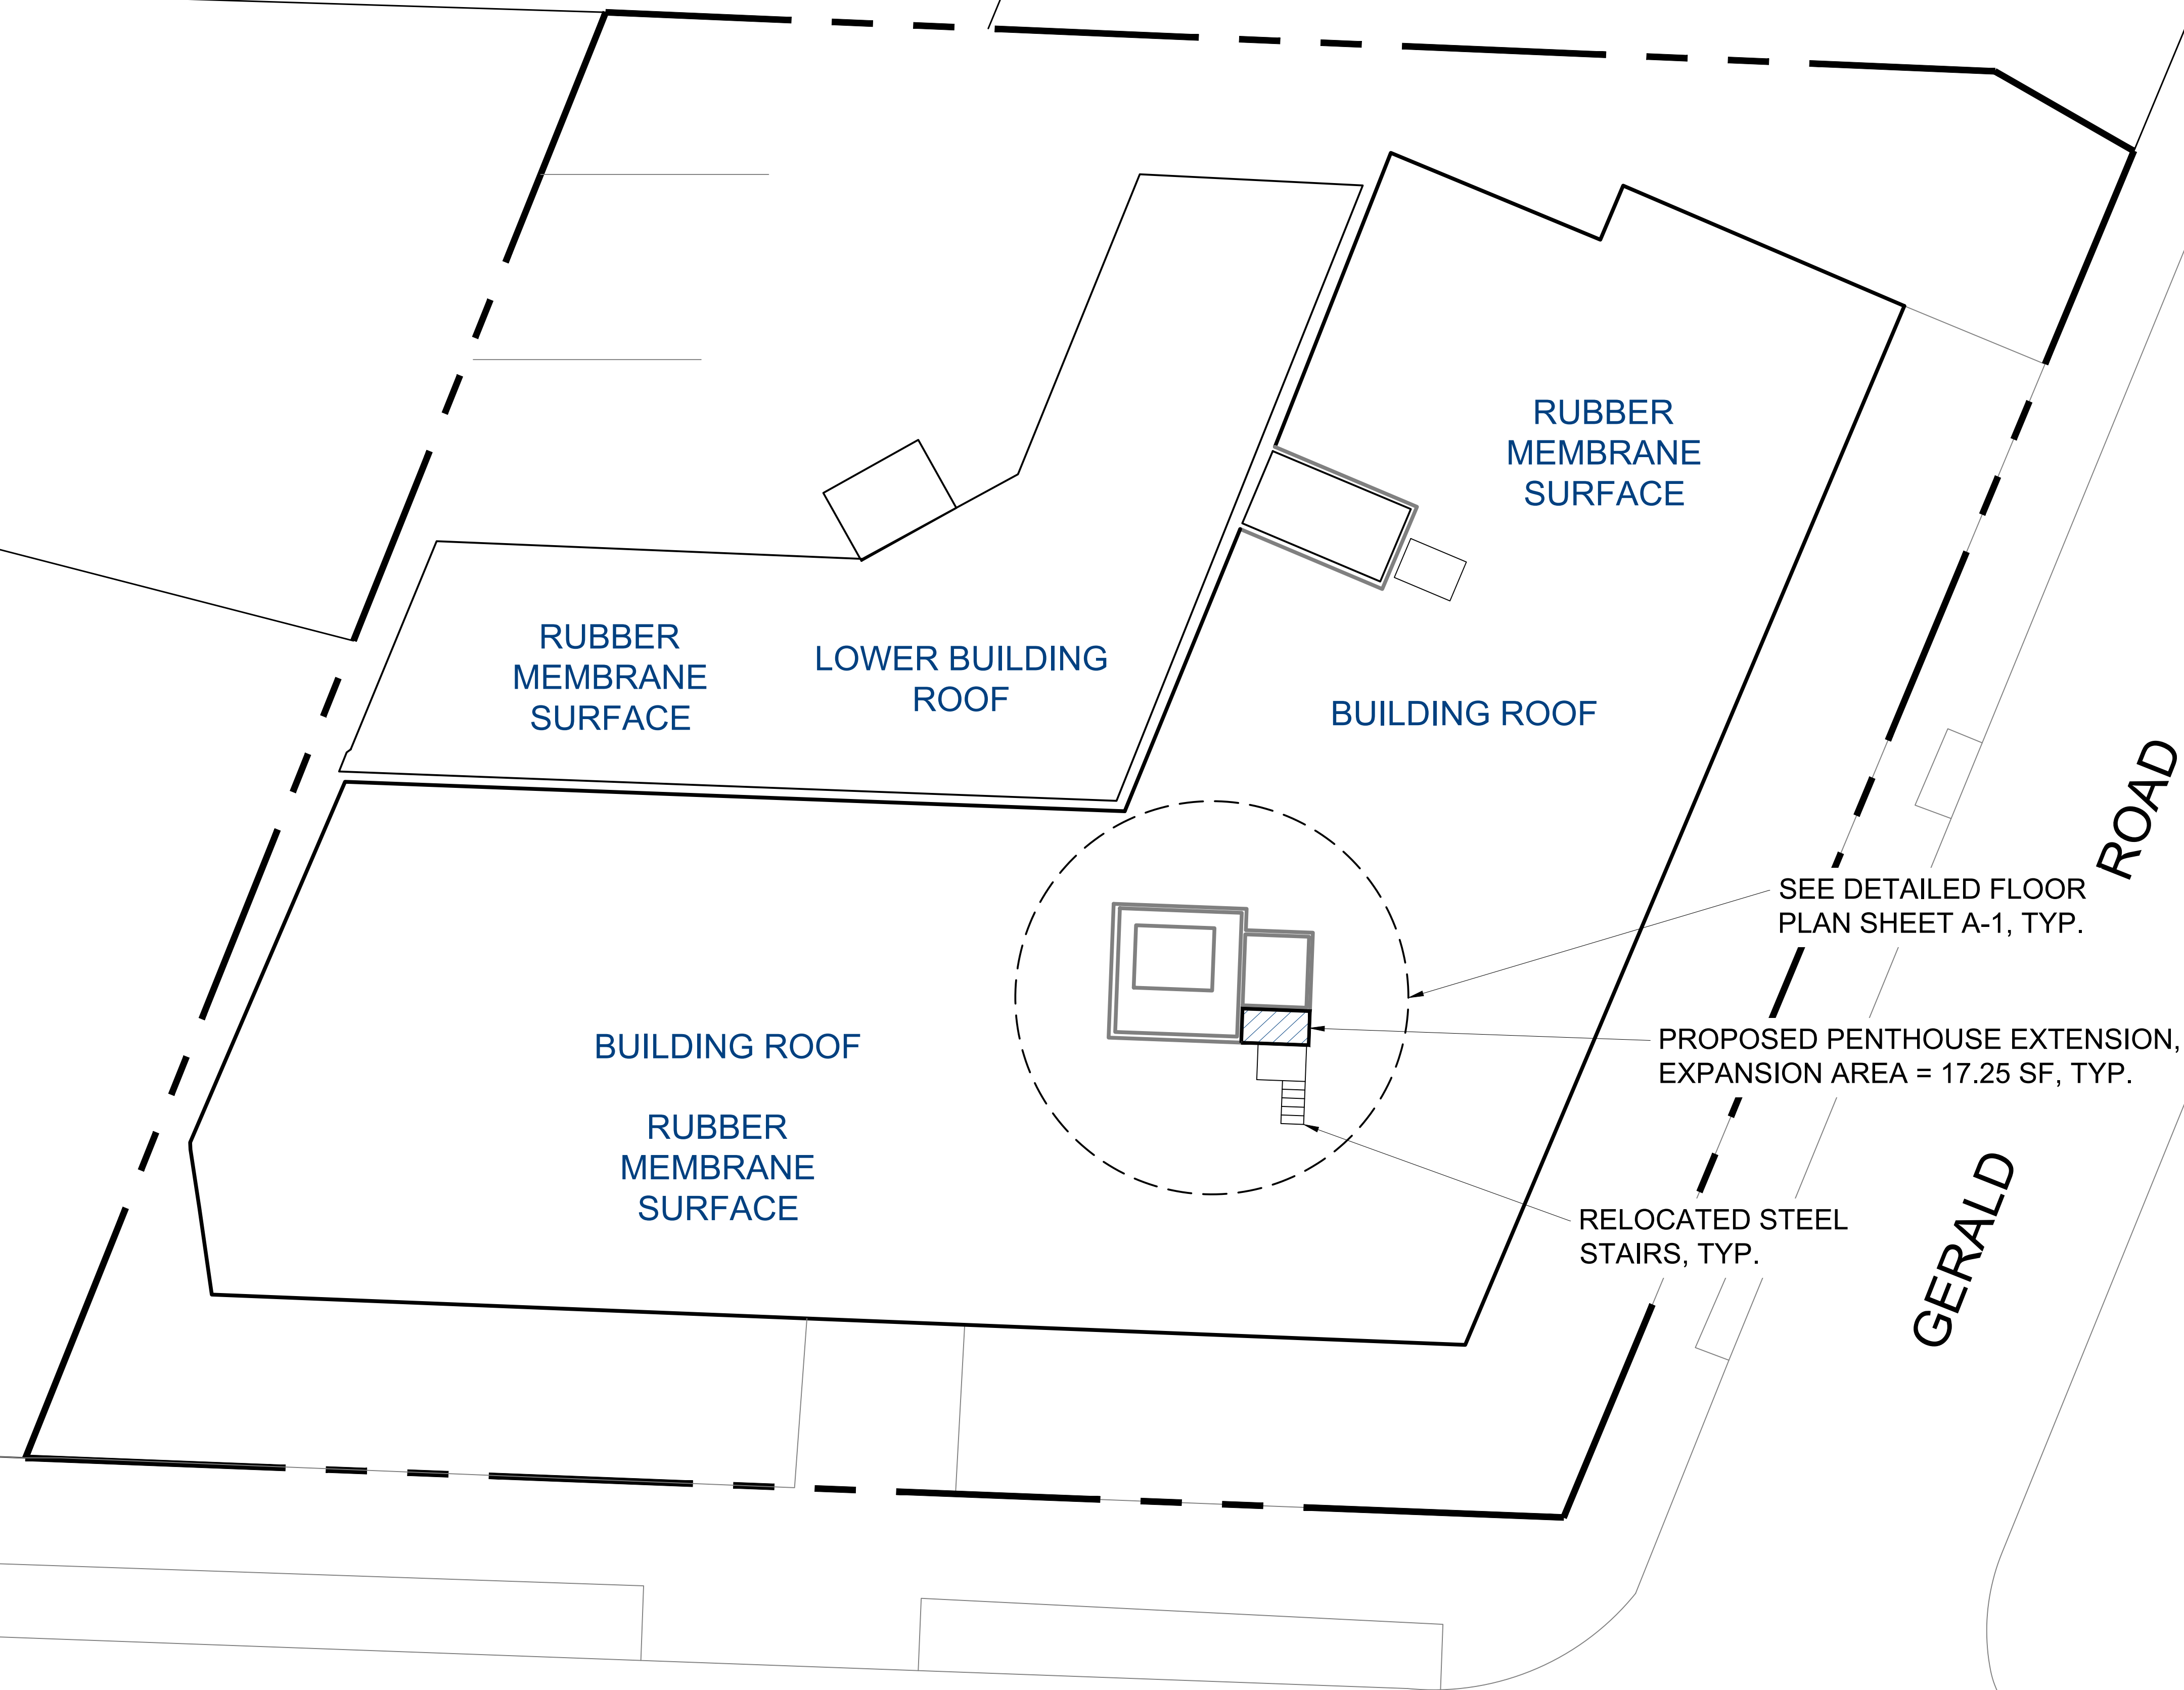 RUBBER
MEMBRANE
SURFACE
RUBBER
MEMBRANE
SURFACE
LOWER BUILDING
ROOF
BUILDING ROOF
SEE DETAILED FLOOR
PLAN SHEET A-1, TYP.
PROPOSED PENTHOUSE EXTENSION,
EXPANSION AREA = 17.25 SF, TYP.
BUILDING ROOF
RUBBER
MEMBRANE
SURFACE
RELOCATED STEEL
STAIRS, TYP.
GERALD ROAD